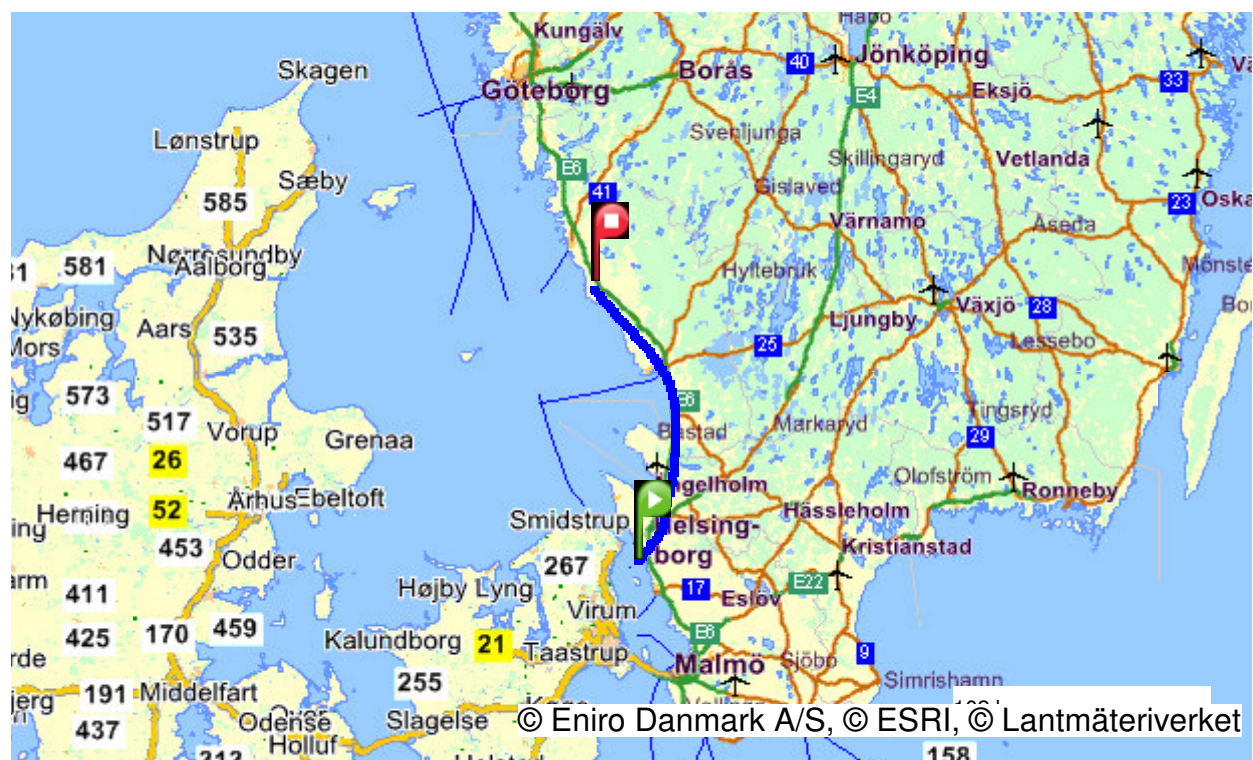 Habo
Kungälv
Jönköping
40
Borås
Skagen
33
Göteborg
Eksjö
E4
Svenljunga
Lønstrup
Skillingaryd
Vetlanda
E6
Sæby
41
Gislaved
585
23
Oska
Värnamo
Åseda
Nørresundby
Aalborg
581
Hyltebruk
Mönste
Växjö
28
Nykøbing
Mors
Aars
535
Ljungby
Lessebo
25
573
E6
517
Tingsryd
Markaryd
Båstad
Vorup
Grenaa
29
467
26
Olofström
Ängelholm
Ronneby
Århus
Ebeltoft
Herning
52
Smidstrup
Helsing-
borg
Hässleholm
453
Kristianstad
Odder
267
411
Højby Lyng
17
E22
Eslöv
Virum
425
170
459
Kalundborg
21
Taastrup
E6
9
Malmö
Sjöbo
255
Simrishamn
191
Middelfart
Køge
437
Odense
Slagelse
Holluf
© Eniro Danmark A/S, © ESRI, © Lantmäteriverket
158